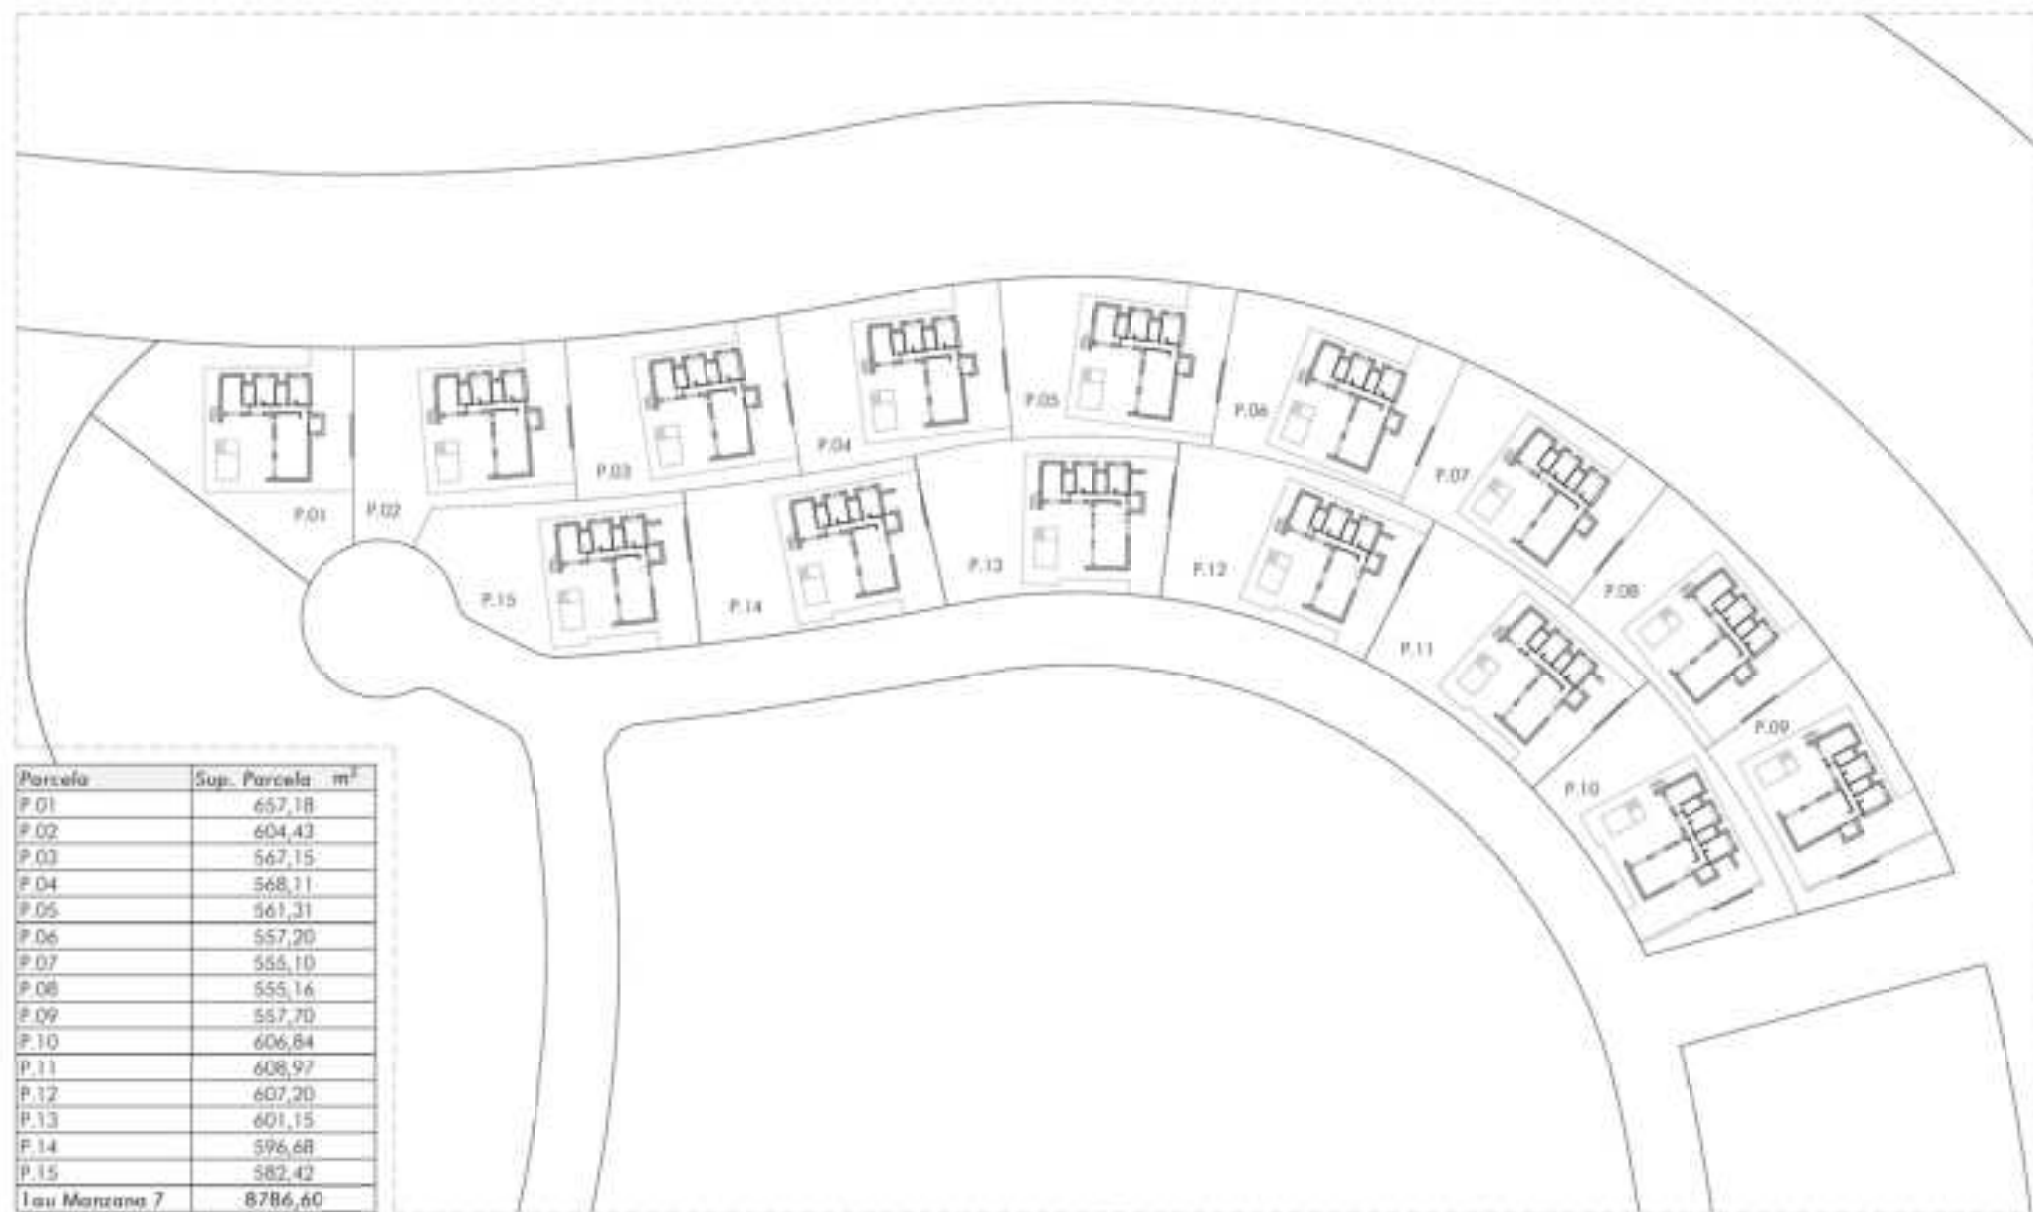 P.05
P.06
P.04
P.03
P.07
P.01
P.02
P.13
P.12
P.15
P.14
P.08
P.11
P.09
P.10
Parcela Sup. Parcela m²
P.01 657,18
P.02 604,43
P.03 567,15
P.04 568,11
P.05 561,31
P.06 557,20
P.07 555,10
P.08 555,16
P.09 557,70
P.10 606,84
P.11 608,97
P.12 607,20
P.13 601,15
P.14 596,68
P.15 582,42
1au Manzana 7 8786,60